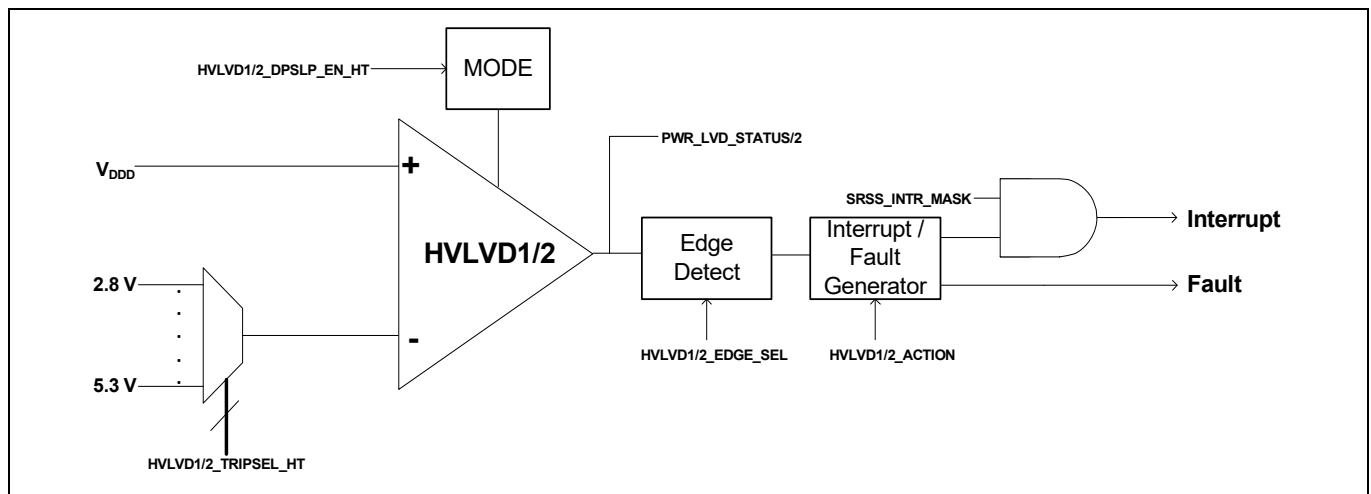 HVLVD1/2_DPSLP_EN_HT
MODE
PWR_LVD_STATUS/2
VDDD
+
SRSS_INTR_MASK
Interrupt
HVLVD1/2
Edge
Detect
Interrupt /
Fault
Generator
2.8 V
Fault
-
HVLVD1/2_EDGE_SEL
HVLVD1/2_ACTION
5.3 V
HVLVD1/2_TRIPSEL_HT